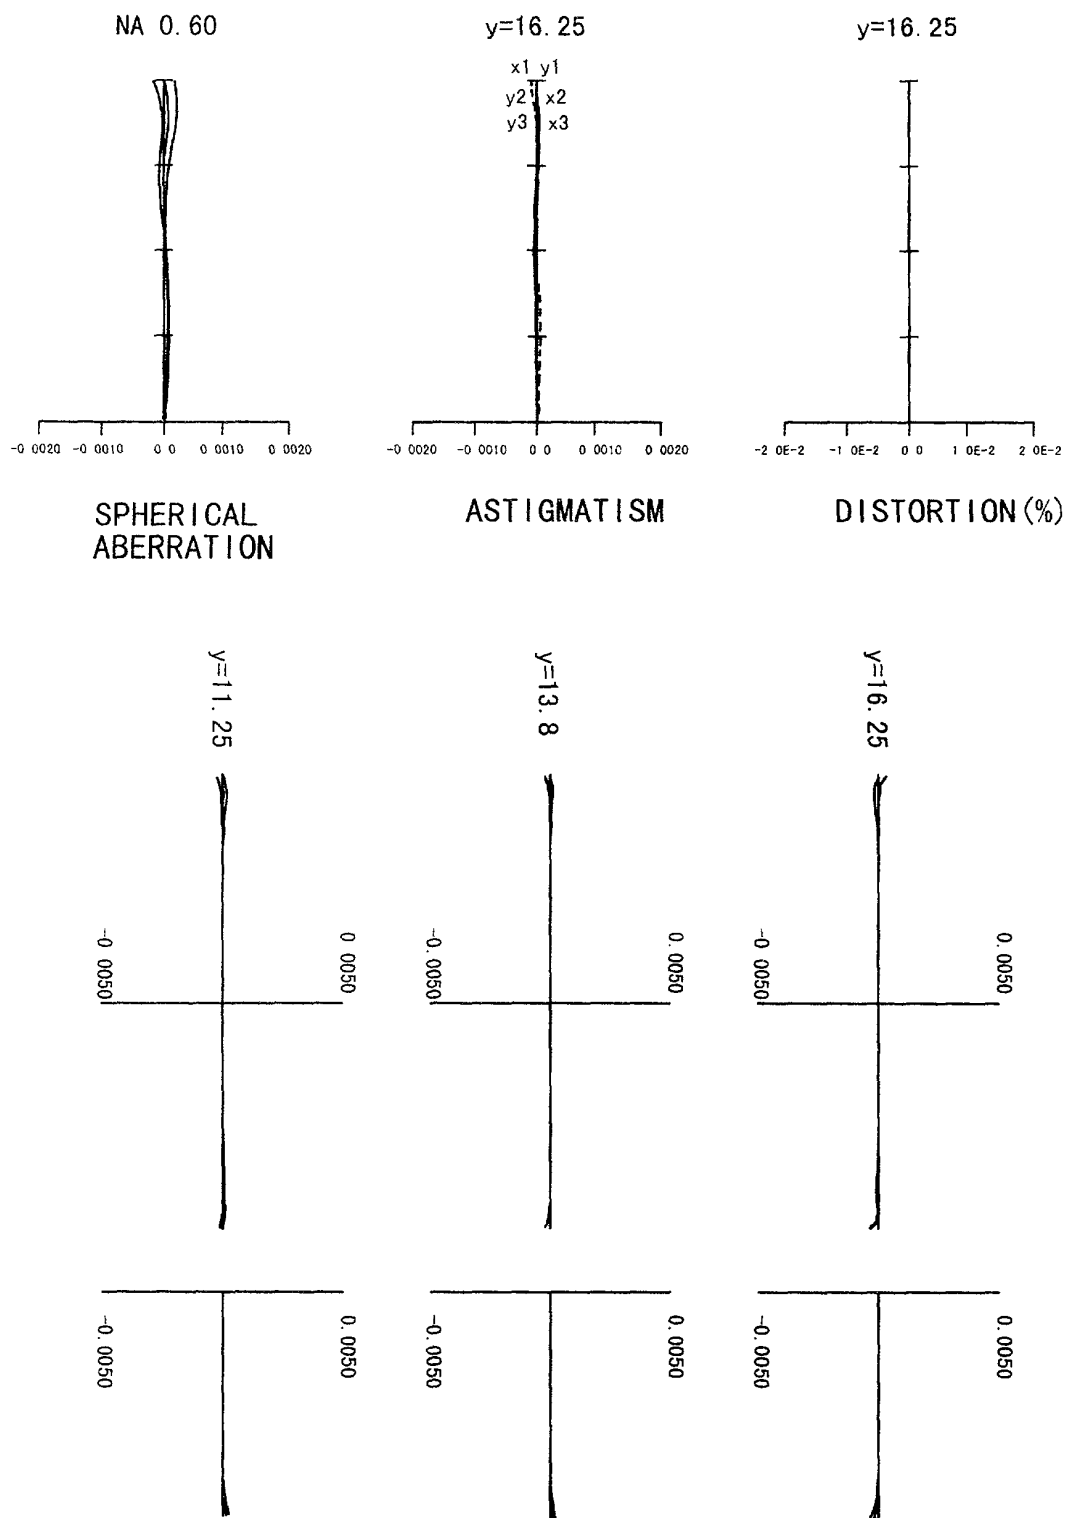 NA 0.60
y=16.25
y=16.25
x1 y1
y2 x2
y3 x3
-0 0020 -0 0010 0 0 0 0010 0 0020
-0 0020 -0 0010 0 0 0 0010 0 0020
-2 0E-2 -1 0E-2 0 0 1 0E-2 2 0E-2
SPHERICAL
ABERRATION
ASTIGMATISM
DISTORTION(%)
y=11.25
y=13.8
y=16.25
-0 0050
0 0050
-0.0050
0.0050
-0.0050
0.0050
-0.0050
0.0050
-0.0050
0.0050
-0.0050
0.0050